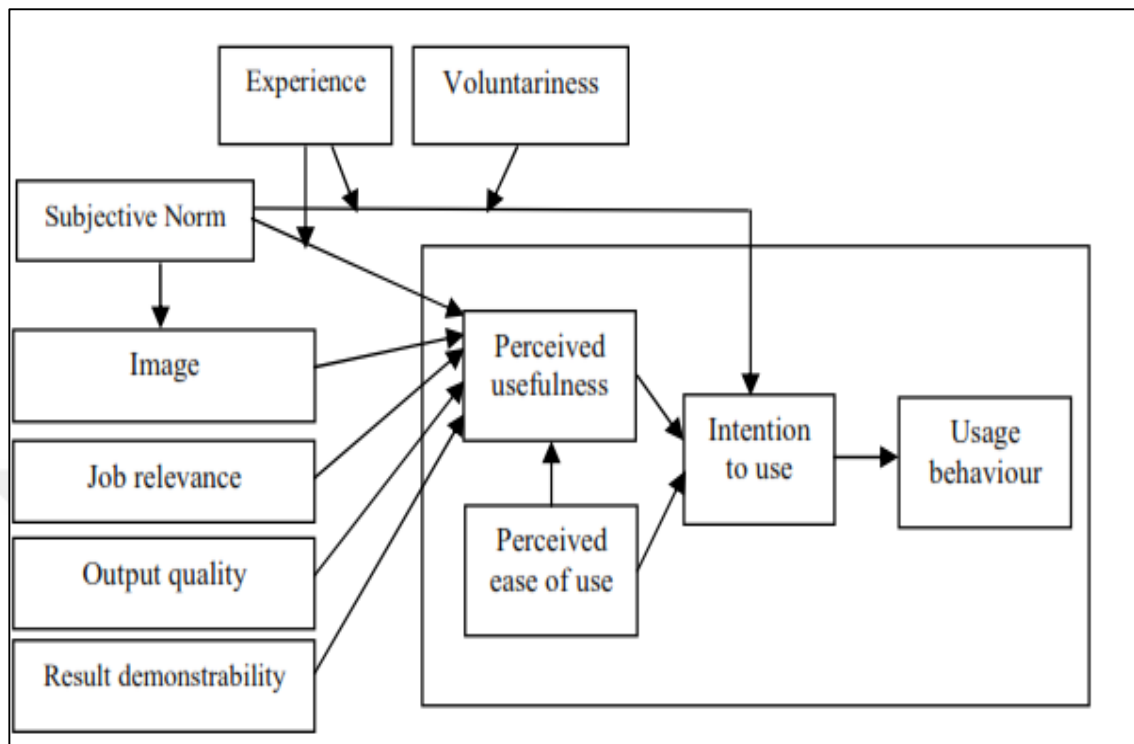 Experience
Voluntariness
Subjective Norm
Image
Job relevance
Output quality
Result demonstrability
Perceived
usefulness
Perceived
ease of use
Intention
to use
Usage
behaviour